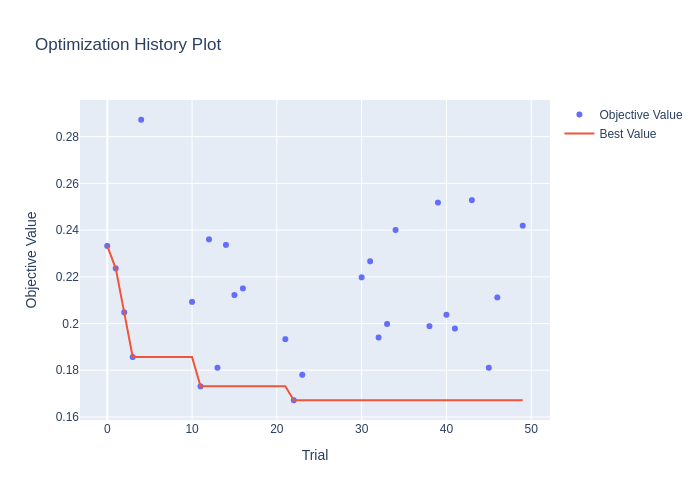 Optimization History Plot
Objective Value
Best Value
0.28
0.26
0.24
0.22
0.2
0.18
0.16
Objective Value
0
10
20
30
40
50
Trial